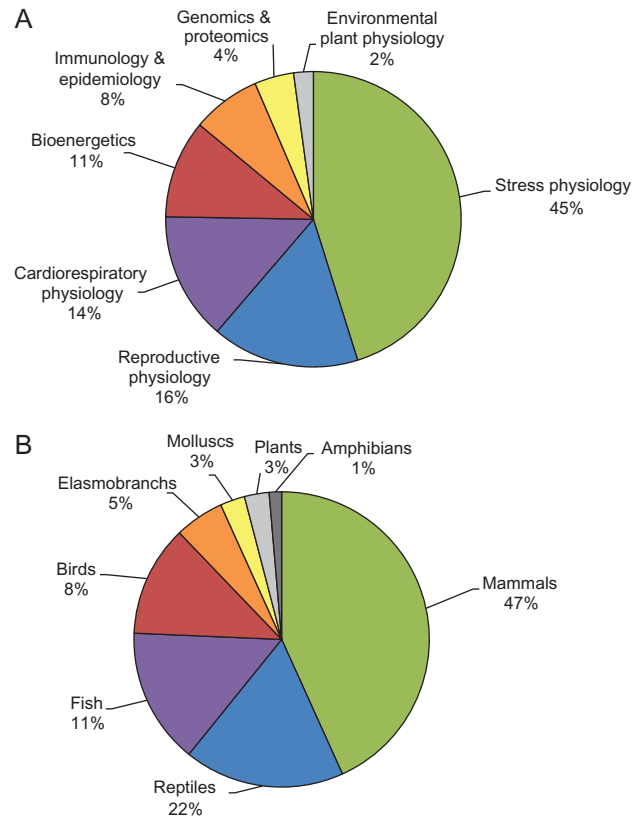 A
Genomics &
proteomics
4%
Environmental
plant physiology
2%
Immunology &
epidemiology
8%
Bioenergetics
11%
Stress physiology
45%
Cardiorespiratory
physiology
14%
Reproductive
physiology
16%
B
Molluscs
3%
Plants
3%
Amphibians
1%
Elasmobranchs
5%
Birds
8%
Mammals
47%
Fish
11%
Reptiles
22%